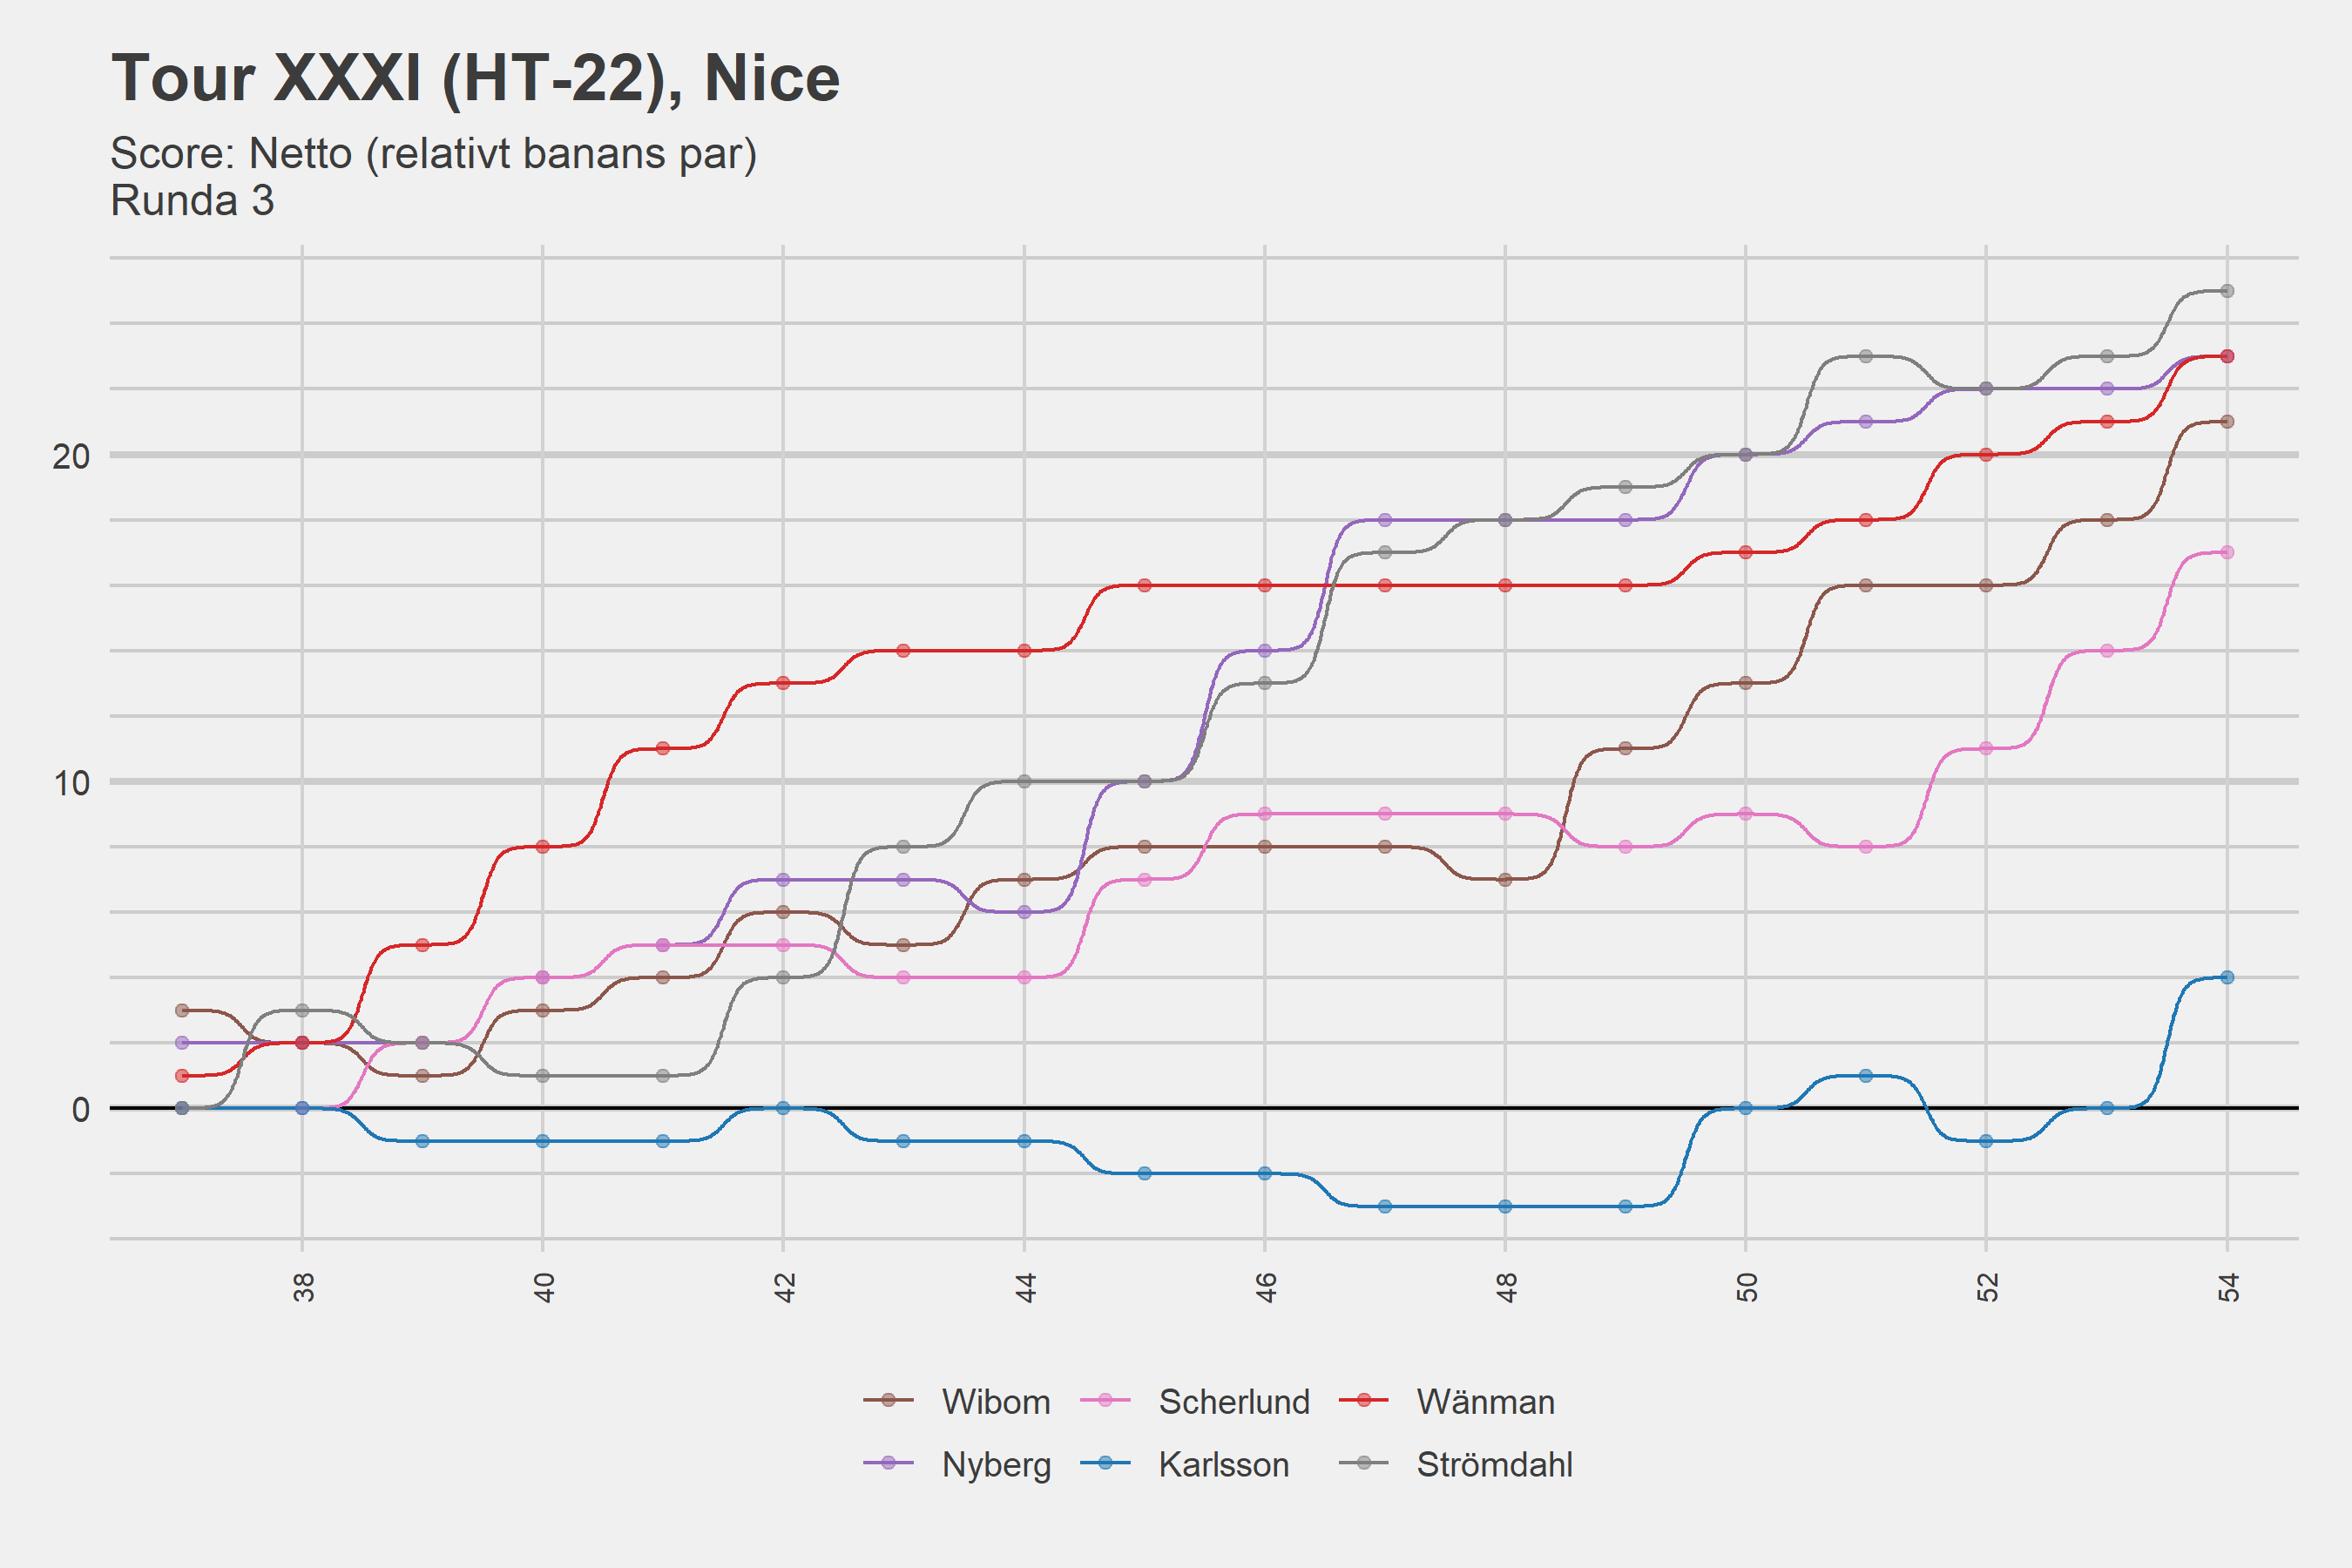 Tour XXXI (HT-22), Nice
Score: Netto (relativt banans par)
Runda 3
20
10
0
38 40 42 44 46 48 50 52 54
Wibom Scherlund Wänman
Nyberg Karlsson Strömdahl